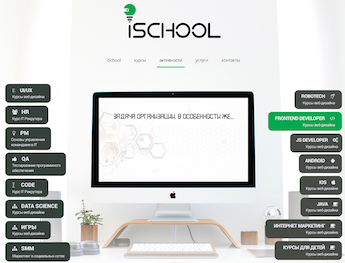 iSCHOOL
iSchool курсы активности услуги контакты
UI/UX
Курсы веб-дизайна
HR
Курс IT Рекрутера
PM
Основы управления командами в IT
QA
Тестирование программного обеспечения
CODE
Курс IT Рекрутера
DATA SCIENCE
Курсы веб-дизайна
ИГРЫ
Курсы веб-дизайна
SMM
Маркетинг в социальных сетях
ЗАДАЧА ОРГАНИЗАЦИИ, В ОСОБЕННОСТИ ЖЕ...
ROBOTECH
Курсы веб-дизайна
FRONTEND DEVELOPER
Курсы веб-дизайна
JS DEVELOPER
Курсы веб-дизайна
ANDROID
Курсы веб-дизайна
IOS
Курсы веб-дизайна
JAVA
Курсы веб-дизайна
ИНТЕРНЕТ МАРКЕТИНГ
Курсы веб-дизайна
КУРСЫ ДЛЯ ДЕТЕЙ
Курсы веб-дизайна